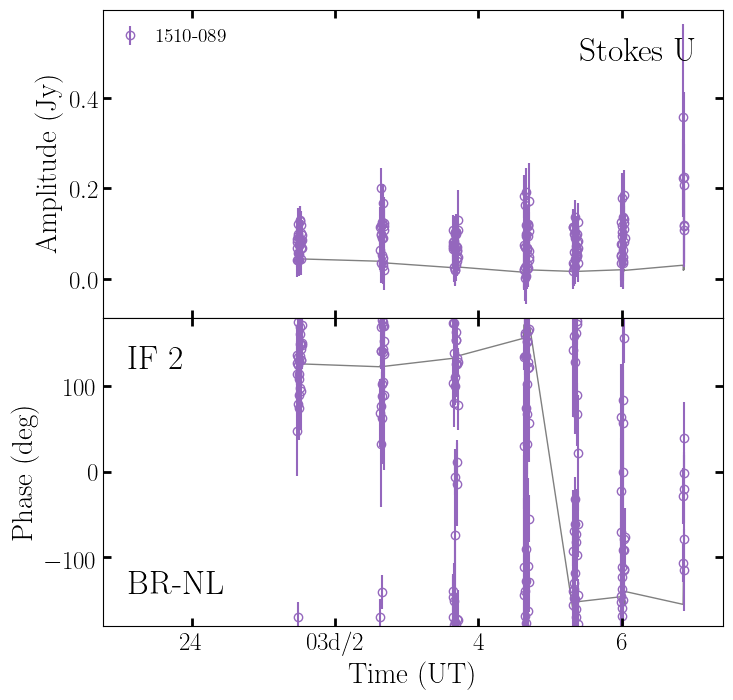 1510-089
Stokes U
Amplitude (Jy)
0.4
0.2
0.0
IF 2
BR-NL
Phase (deg)
100
0
−100
24
03d/2
4
6
Time (UT)